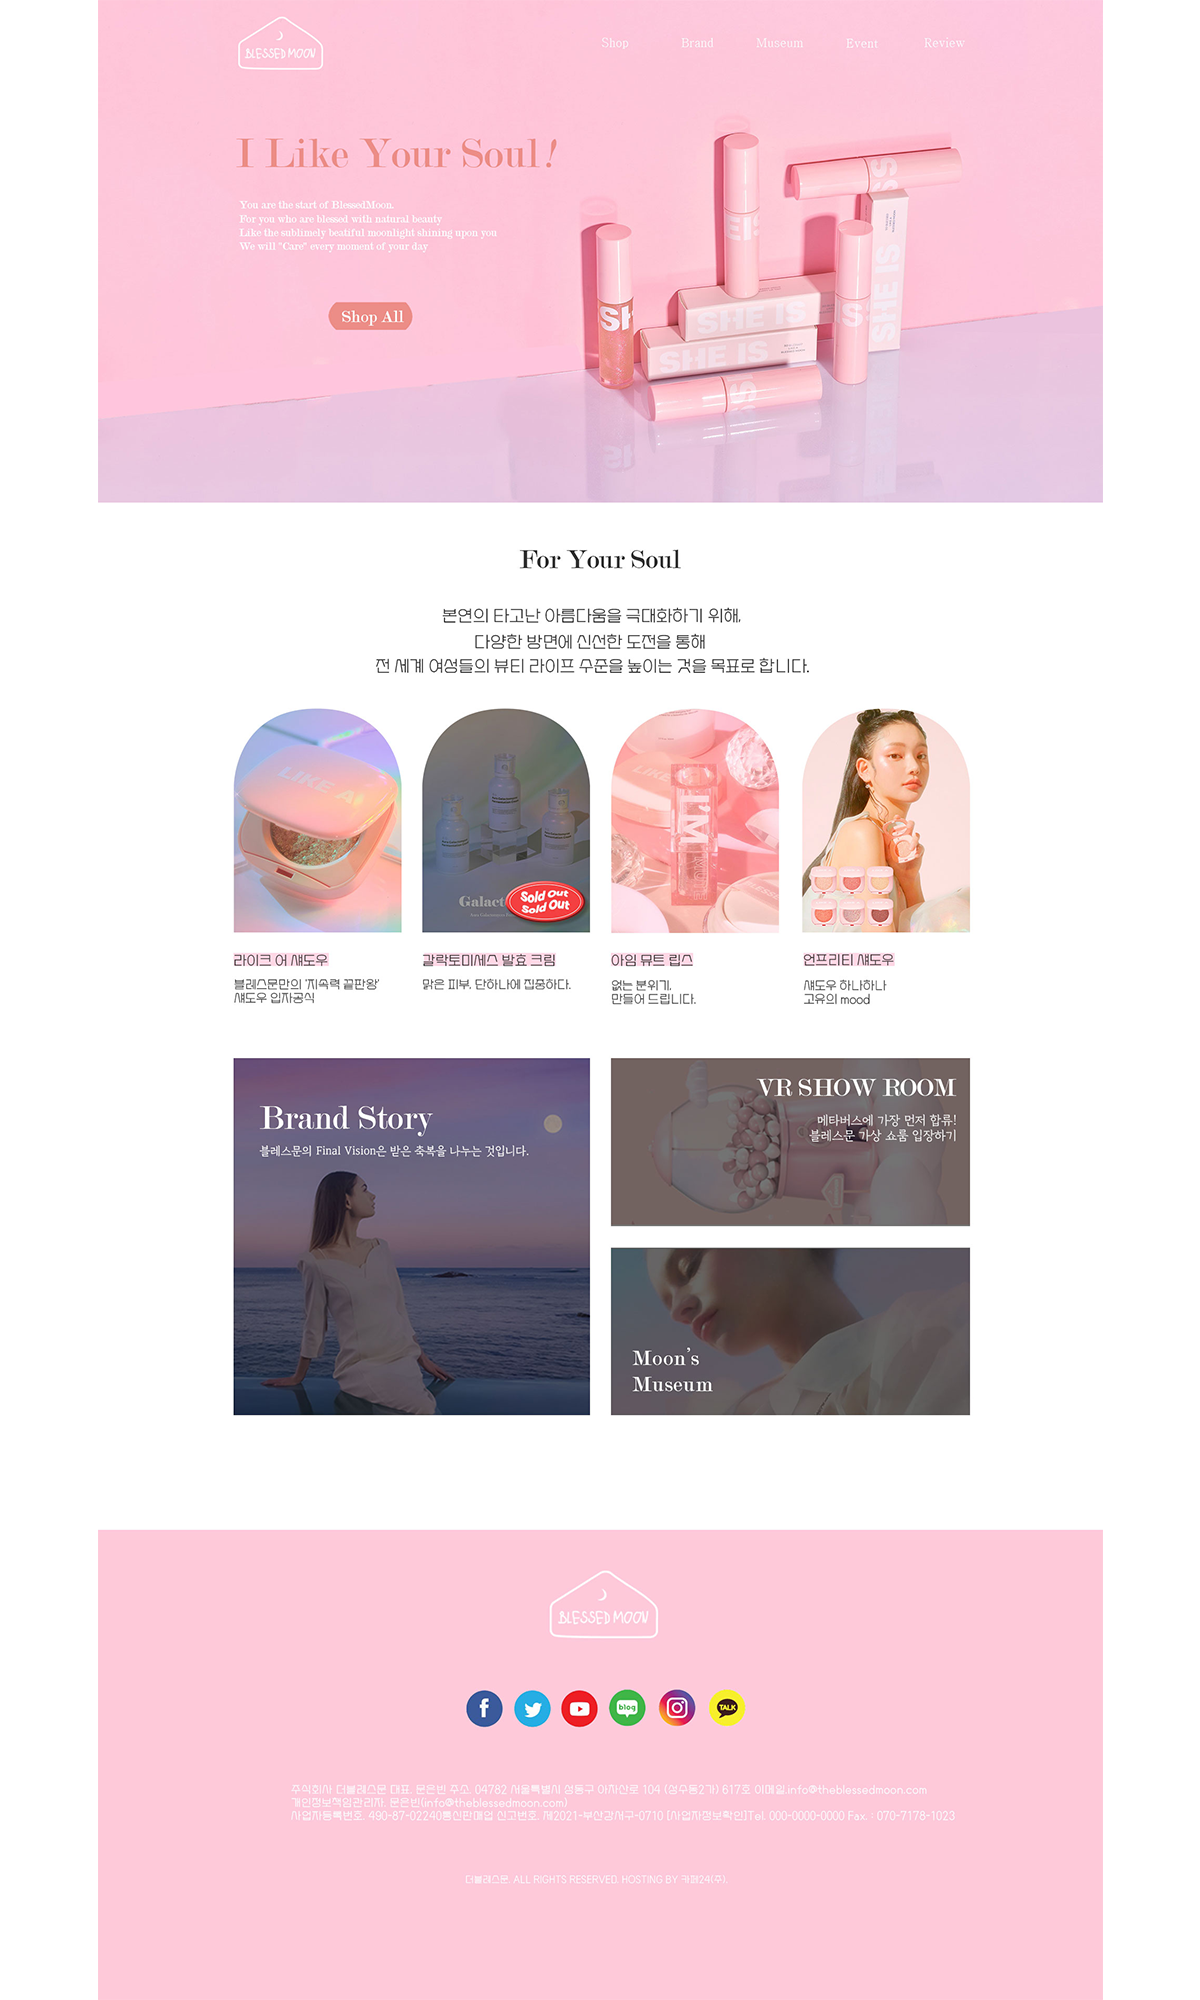 BLESSED MOON
Shop Brand Museum Event Review
I Like Your Soul!
You are the start of BlessedMoon.
For you who are blessed with natural beauty
Like the sublimely beatiful moonlight shining upon you
We will "Care" every moment of your day
Shop All
SHE IS
SHE IS
SHE IS
For Your Soul
본연의 타고난 아름다움을 극대화하기 위해,
다양한 방면에 신선한 도전을 통해
전 세계 여성들의 뷰티 라이프 수준을 높이는 것을 목표로 합니다.
LIKE A
Galact
Sold Out
Sold Out
I'M
라이크 어 섀도우
블레스문만의 '지속력 끝판왕'
섀도우 입자공식
갈락토미세스 발효 크림
맑은 피부, 단하나에 집중하다.
아임 뮤트 립스
없는 분위기,
만들어 드립니다.
언프리티 섀도우
섀도우 하나하나
고유의 mood
Brand Story
블레스문의 Final Vision은 받은 축복을 나누는 것입니다.
VR SHOW ROOM
메타버스에 가장 먼저 합류!
블레스문 가상 쇼룸 입장하기
Moon's
Museum
BLESSED MOON
f blog TALK
주식회사 더블레스문 대표. 문은빈 주소. 04782 서울특별시 성동구 아차산로 104 (성수동2가) 617호 이메일.info@theblessedmoon.com
개인정보책임관리자. 문은빈(info@theblessedmoon.com)
사업자등록번호. 490-87-02240통신판매업 신고번호. 제2021-부산강서구-0710 [사업자정보확인]Tel. 000-0000-0000 Fax. : 070-7178-1023
더블레스문. ALL RIGHTS RESERVED. HOSTING BY 카페24(주).